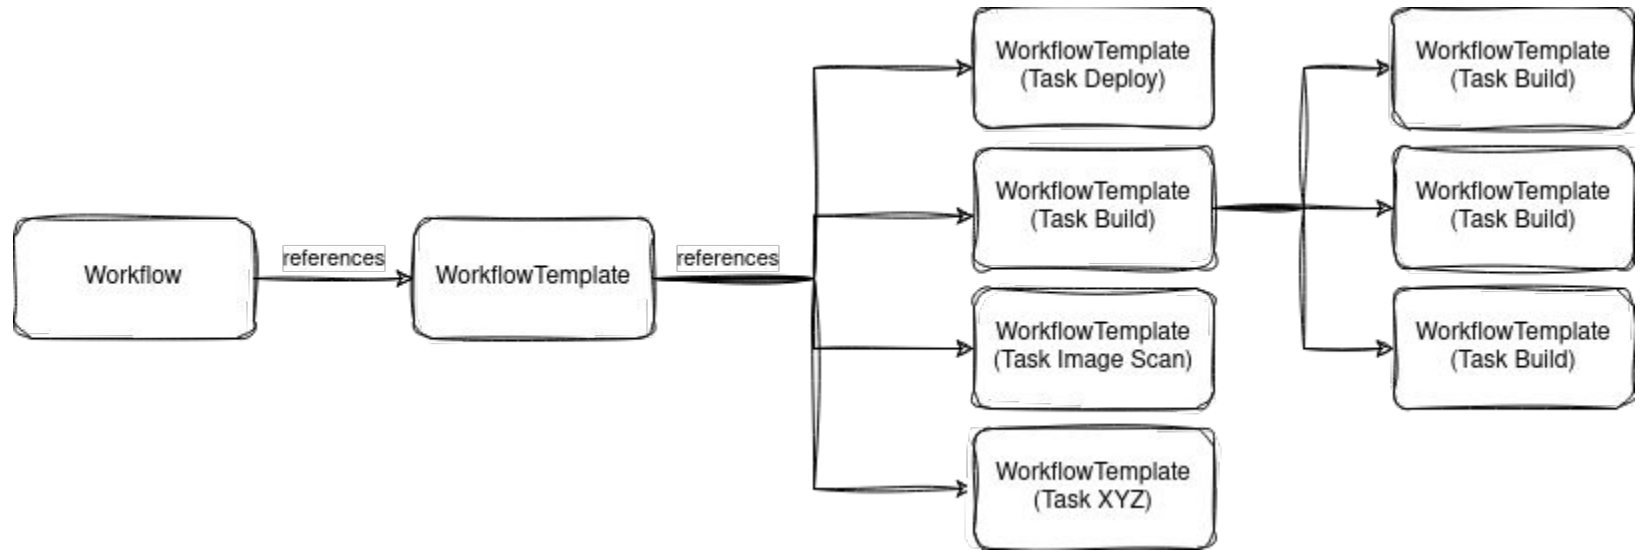 Workflow
references
WorkflowTemplate
references
WorkflowTemplate
(Task Deploy)
WorkflowTemplate
(Task Build)
WorkflowTemplate
(Task Image Scan)
WorkflowTemplate
(Task XYZ)
WorkflowTemplate
(Task Build)
WorkflowTemplate
(Task Build)
WorkflowTemplate
(Task Build)